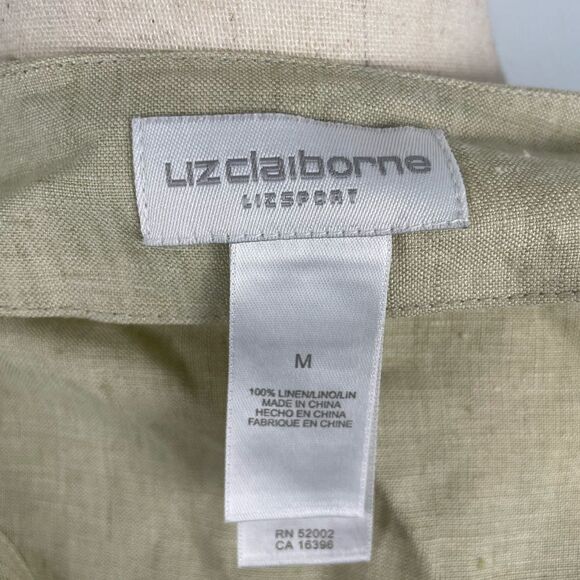 Liz claiborne
LIZSPORT
M
100% LINEN/LINO/LIN
MADE IN CHINA
HECHO EN CHINA
FABRIQUE EN CHINE
RN 52002
CA 16396